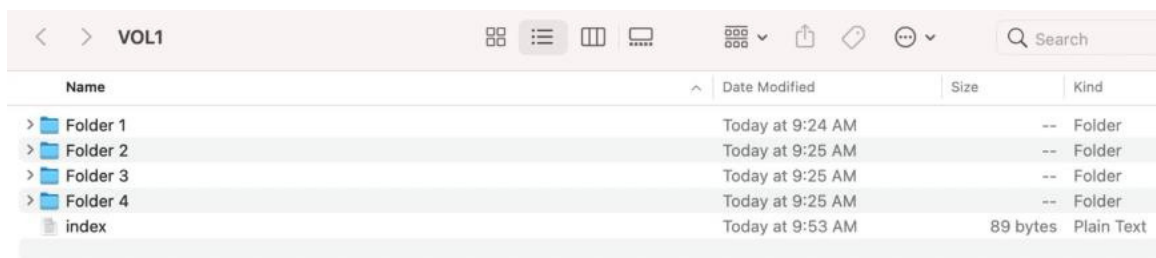 VOL1 Search
Name Date Modified Size Kind
Folder 1 Today at 9:24 AM -- Folder
Folder 2 Today at 9:25 AM -- Folder
Folder 3 Today at 9:25 AM -- Folder
Folder 4 Today at 9:25 AM -- Folder
index Today at 9:53 AM 89 bytes Plain Text